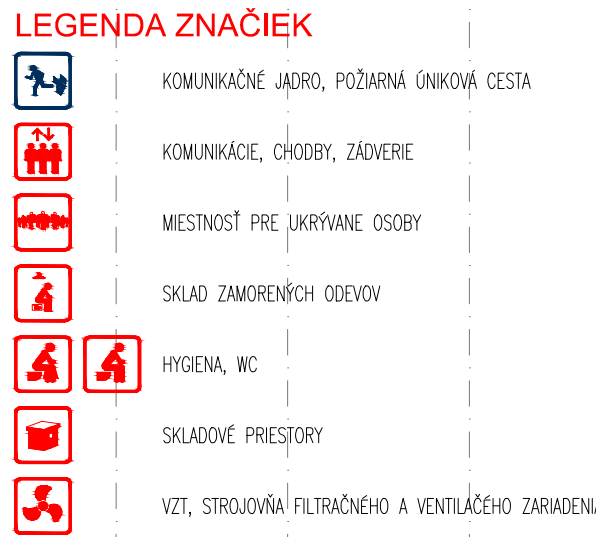 LEGENDA ZNAČIEK
KOMUNIKAČNÉ JADRO, POŽIARNÁ ÚNIKOVÁ CESTA
KOMUNIKÁCIE, CHODBY, ZÁDVERIE
MIESTNOSŤ PRE UKRÝVANE OSOBY
SKLAD ZAMORENÝCH ODEVOV
HYGIENA, WC
SKLADOVÉ PRIESTORY
VZT, STROJOVŇA FILTRAČNÉHO A VENTILAČÉHO ZARIADENI